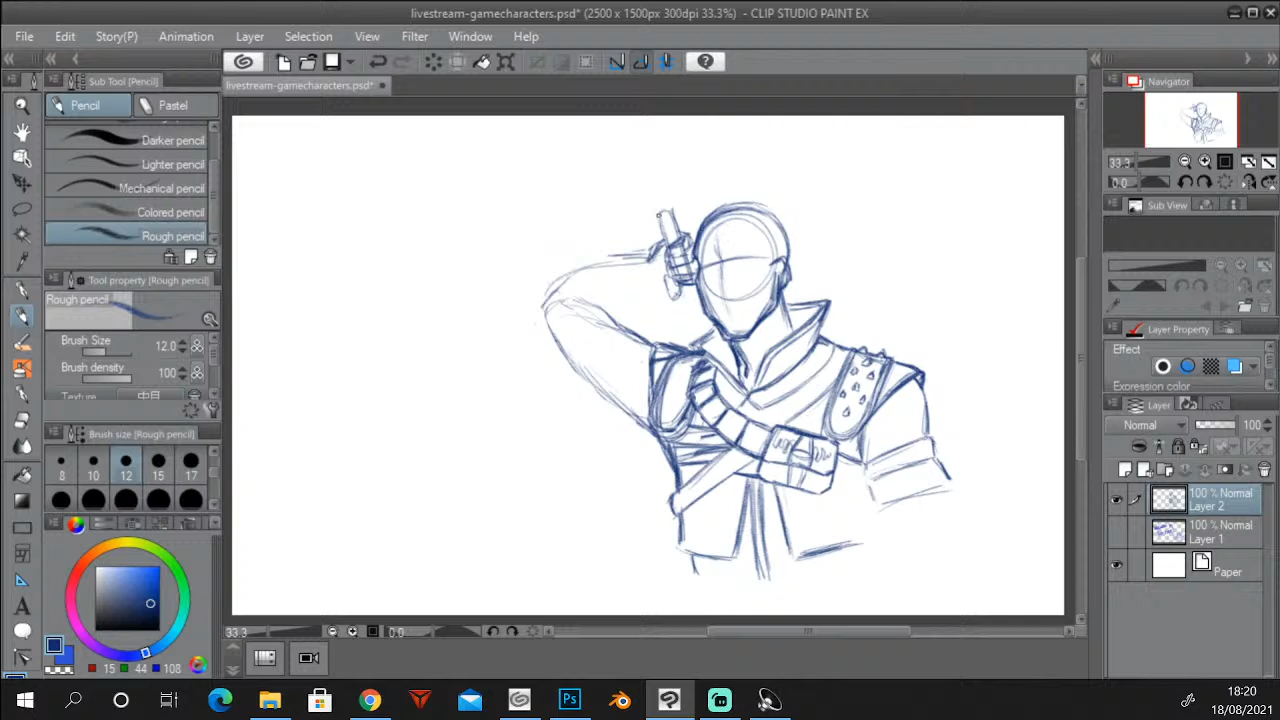 livestream-gamecharacters.psd* (2500 x 1500px 300dpi 33.3%) - CLIP STUDIO PAINT EX
File Edit Story(P) Animation Layer Selection View Filter Window Help
Sub Tool [Pencil]
livestream-gamecharacters.psd*
Navigator
Pencil Pastel
Darker pencil
Lighter pencil
Mechanical pencil
Colored pencil
Rough pencil
33.3
0.0
Sub View
Tool property [Rough pencil]
Rough pencil
Brush Size 12.0
Brush density 100
Texture
Layer Property
Effect
Expression color
Layer
Normal 100
Brush size [Rough pencil]
8 10 12 15 17
100 % Normal
Layer 2
100 % Normal
Layer 1
Paper
33.3 0.0
15 44 108
Ps
18:20
18/08/2021